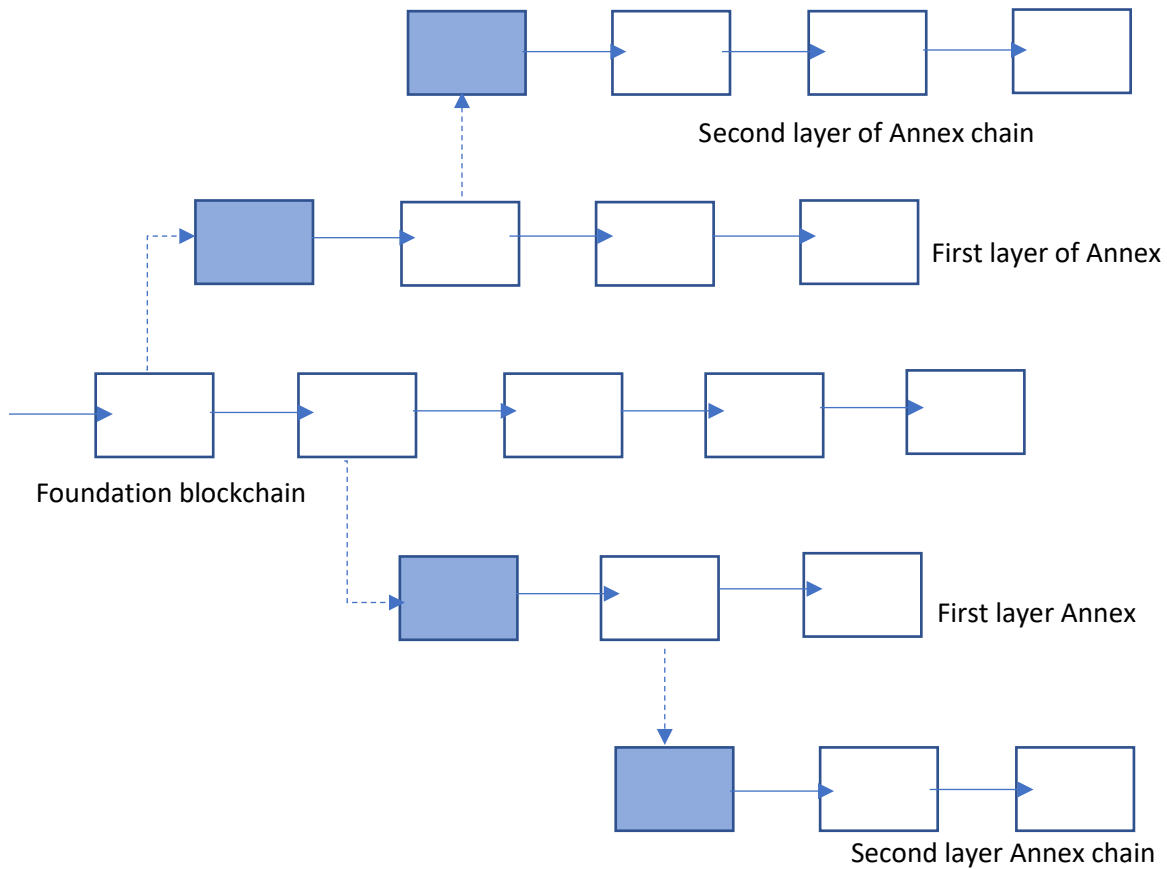 Second layer of Annex chain
First layer of Annex
Foundation blockchain
First layer Annex
Second layer Annex chain